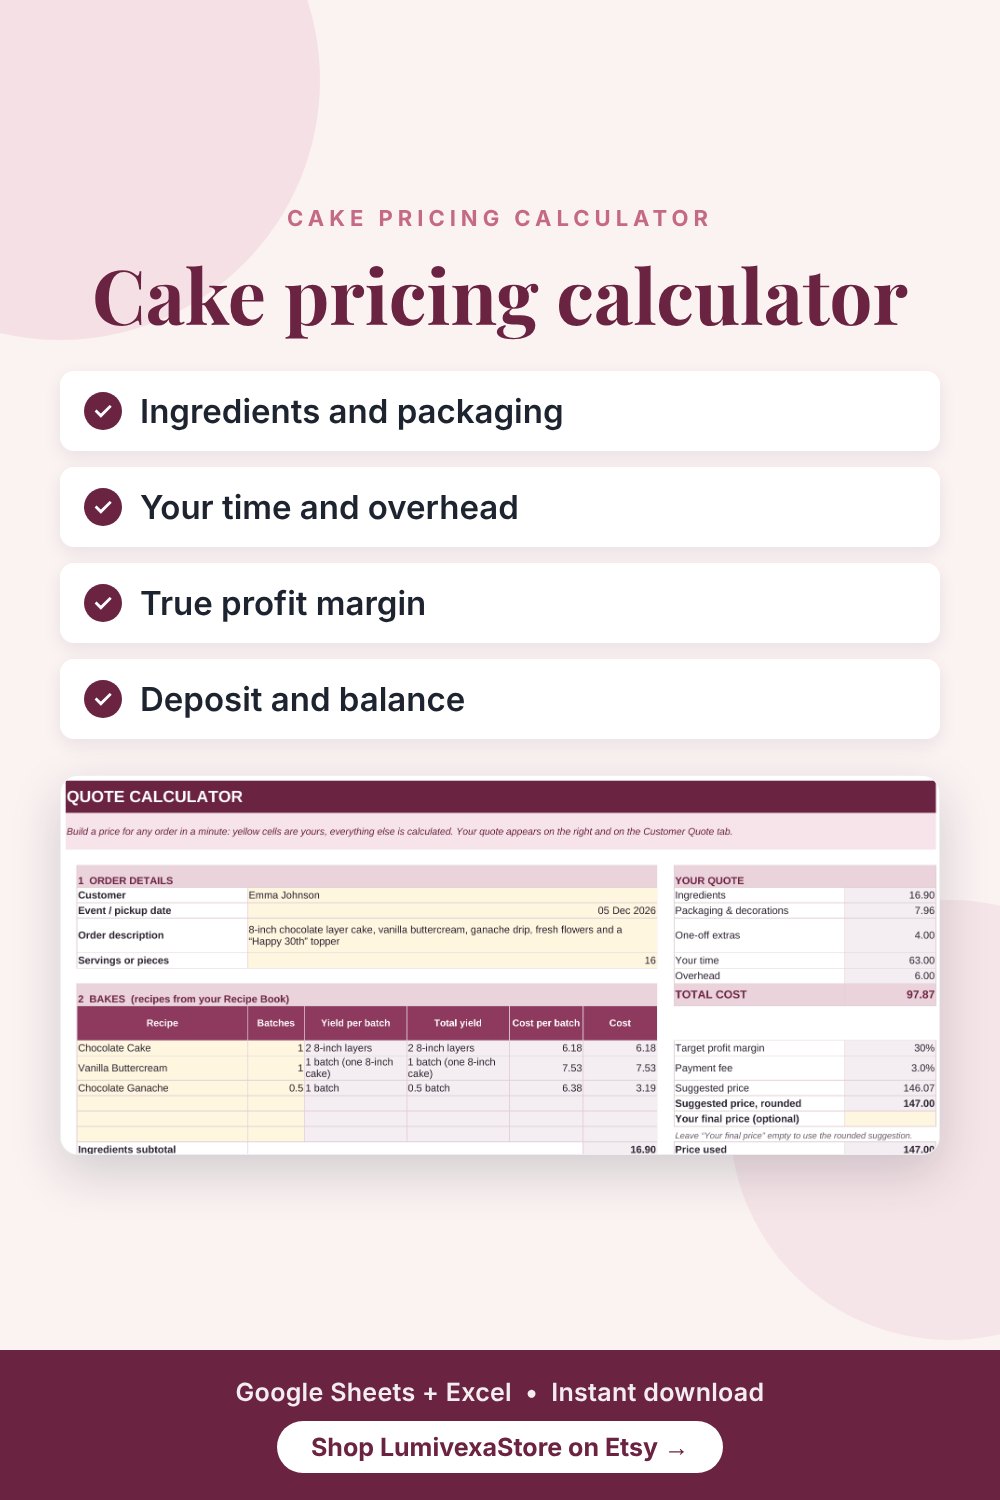 CAKE PRICING CALCULATOR
Cake pricing calculator
Ingredients and packaging
Your time and overhead
True profit margin
Deposit and balance
QUOTE CALCULATOR
Build a price for any order in a minute: yellow cells are yours, everything else is calculated. Your quote appears on the right and on the Customer Quote tab.
1 ORDER DETAILS
Customer Emma Johnson
Event / pickup date 05 Dec 2026
Order description 8-inch chocolate layer cake, vanilla buttercream, ganache drip, fresh flowers and a
“Happy 30th” topper
Servings or pieces 16
2 BAKES (recipes from your Recipe Book)
Recipe Batches Yield per batch Total yield Cost per batch Cost
Chocolate Cake 1 2 8-inch layers 2 8-inch layers 6.18 6.18
Vanilla Buttercream 1 1 batch (one 8-inch cake) 1 batch (one 8-inch cake) 7.53 7.53
Chocolate Ganache 0.5 1 batch 0.5 batch 6.38 3.19
Ingredients subtotal 16.90
YOUR QUOTE
Ingredients 16.90
Packaging & decorations 7.96
One-off extras 4.00
Your time 63.00
Overhead 6.00
TOTAL COST 97.87
Target profit margin 30%
Payment fee 3.0%
Suggested price 146.07
Suggested price, rounded 147.00
Your final price (optional)
Leave “Your final price” empty to use the rounded suggestion.
Price used 147.00
Google Sheets + Excel • Instant download
Shop LumivexaStore on Etsy →